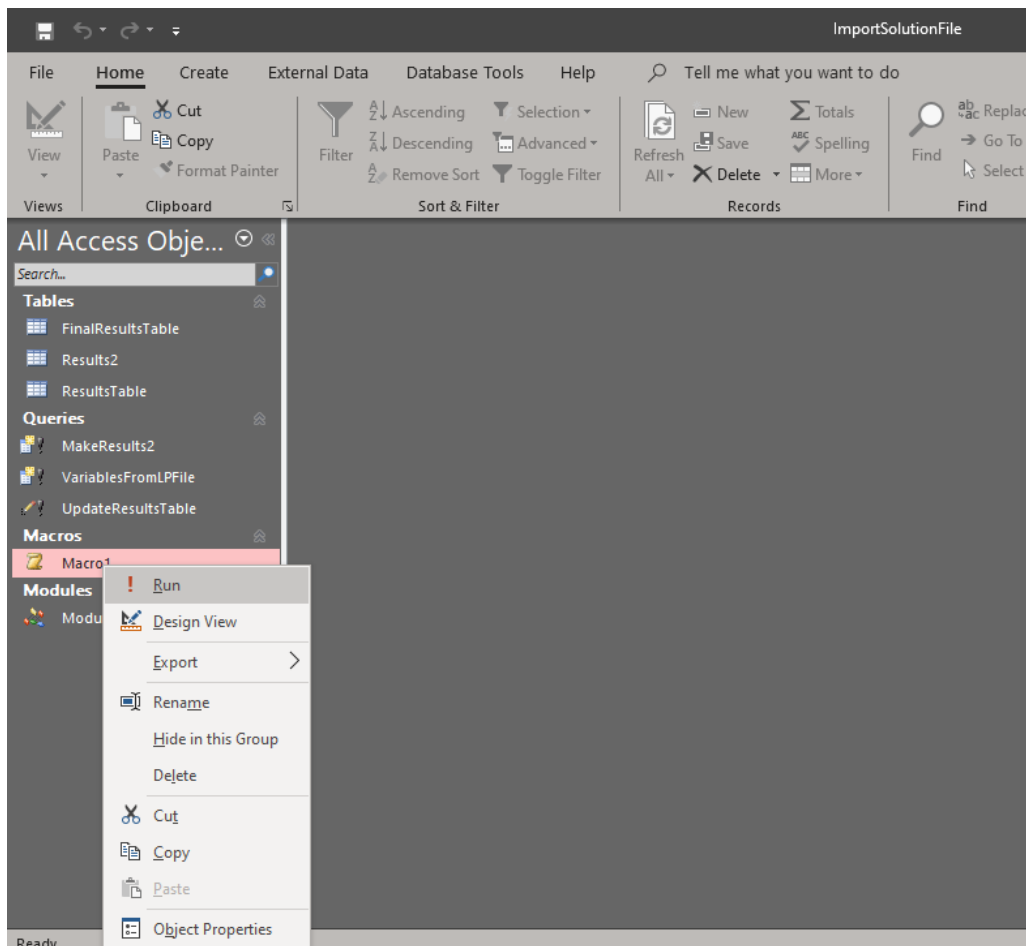 ImportSolutionFile
File Home Create External Data Database Tools Help Tell me what you want to do
View
Paste
Cut
Copy
Format Painter
Filter
Ascending
Descending
Remove Sort
Selection
Advanced
Toggle Filter
Refresh
All
New
Save
Delete
Totals
Spelling
More
Find
Replac
Go To
Select
Views Clipboard Sort & Filter Records Find
All Access Obje...
Search...
Tables
FinalResultsTable
Results2
ResultsTable
Queries
MakeResults2
VariablesFromLPFile
UpdateResultsTable
Macros
Macro1
Modules
Modu
Run
Design View
Export
Rename
Hide in this Group
Delete
Cut
Copy
Paste
Object Properties
Ready